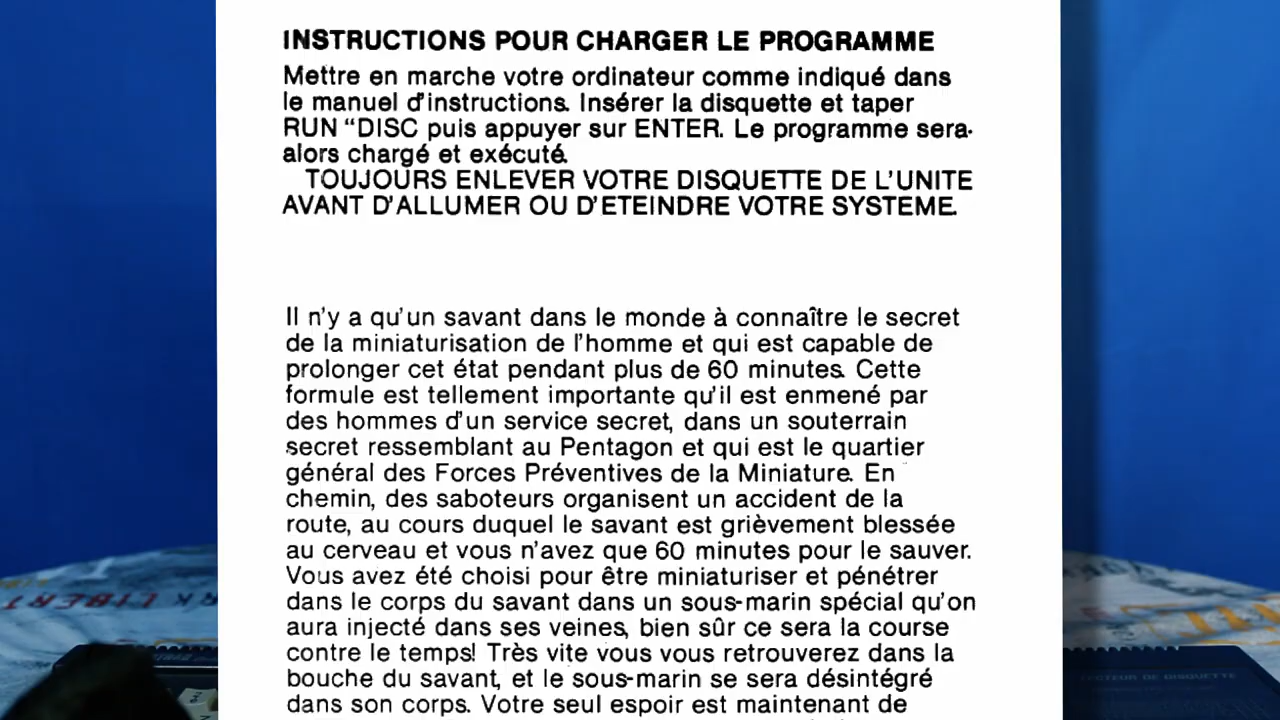 INSTRUCTIONS POUR CHARGER LE PROGRAMME
Mettre en marche votre ordinateur comme indiqué dans
le manuel d'instructions. Insérer la disquette et taper
RUN “DISC puis appuyer sur ENTER. Le programme sera
alors chargé et exécuté.
TOUJOURS ENLEVER VOTRE DISQUETTE DE L'UNITE
AVANT D'ALLUMER OU D'ETEINDRE VOTRE SYSTEME.
Il n'y a qu'un savant dans le monde à connaître le secret
de la miniaturisation de l'homme et qui est capable de
prolonger cet état pendant plus de 60 minutes. Cette
formule est tellement importante qu'il est enmené par
des hommes d'un service secret, dans un souterrain
secret ressemblant au Pentagon et qui est le quartier
général des Forces Préventives de la Miniature. En
chemin, des saboteurs organisent un accident de la
route, au cours duquel le savant est grièvement blessée
au cerveau et vous n'avez que 60 minutes pour le sauver.
Vous avez été choisi pour être miniaturiser et pénétrer
dans le corps du savant dans un sous-marin spécial qu'on
aura injecté dans ses veines, bien sûr ce sera la course
contre le temps! Très vite vous vous retrouverez dans la
bouche du savant, et le sous-marin se sera désintégré
dans son corps. Votre seul espoir est maintenant de
LECTEUR DE DISQUETTE